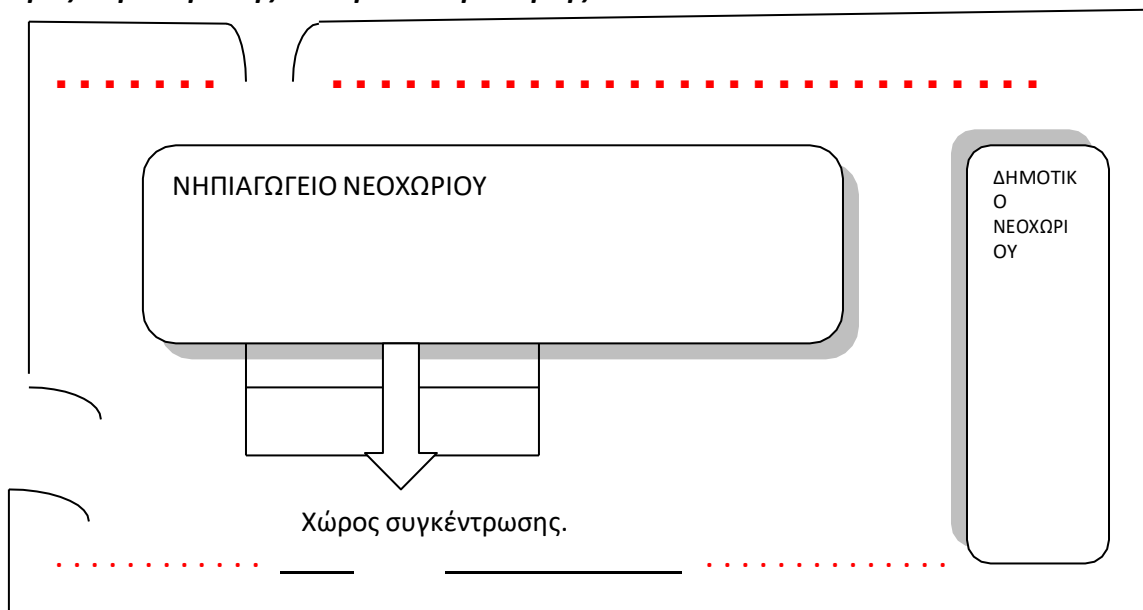 ΝΗΠΙΑΓΩΓΕΙΟ ΝΕΟΧΩΡΙΟΥ
ΔΗΜΟΤΙΚ
Ο
ΝΕΟΧΩΡΙ
ΟΥ
Χώρος συγκέντρωσης.